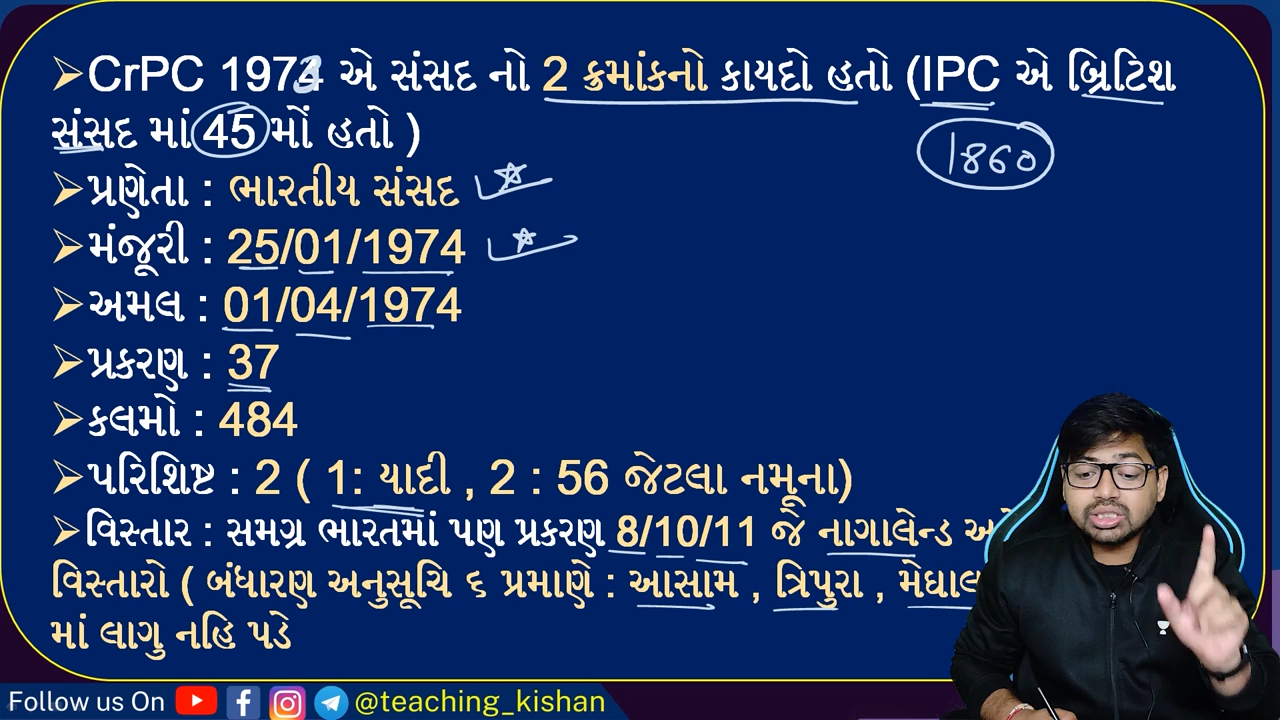 ➢CrPC 1973 એ સંસદ નો 2 ક્રમાંકનો કાયદો હતો (IPC એ બ્રિટિશ
સંસદ માં 45 મોં હતો )
1860
➢પ્રણેતા : ભારતીય સંસદ
➢મંજૂરી : 25/01/1974
➢અમલ : 01/04/1974
➢પ્રકરણ : 37
➢કલમો : 484
➢પરિશિષ્ટ : 2 ( 1: યાદી , 2 : 56 જેટલા નમૂના)
➢વિસ્તાર : સમગ્ર ભારતમાં પણ પ્રકરણ 8/10/11 જે નાગાલેન્ડ
વિસ્તારો ( બંધારણ અનુસૂચિ ૬ પ્રમાણે : આસામ , ત્રિપુરા ,
માં લાગુ નહિ પડે
Follow us On @teaching_kishan